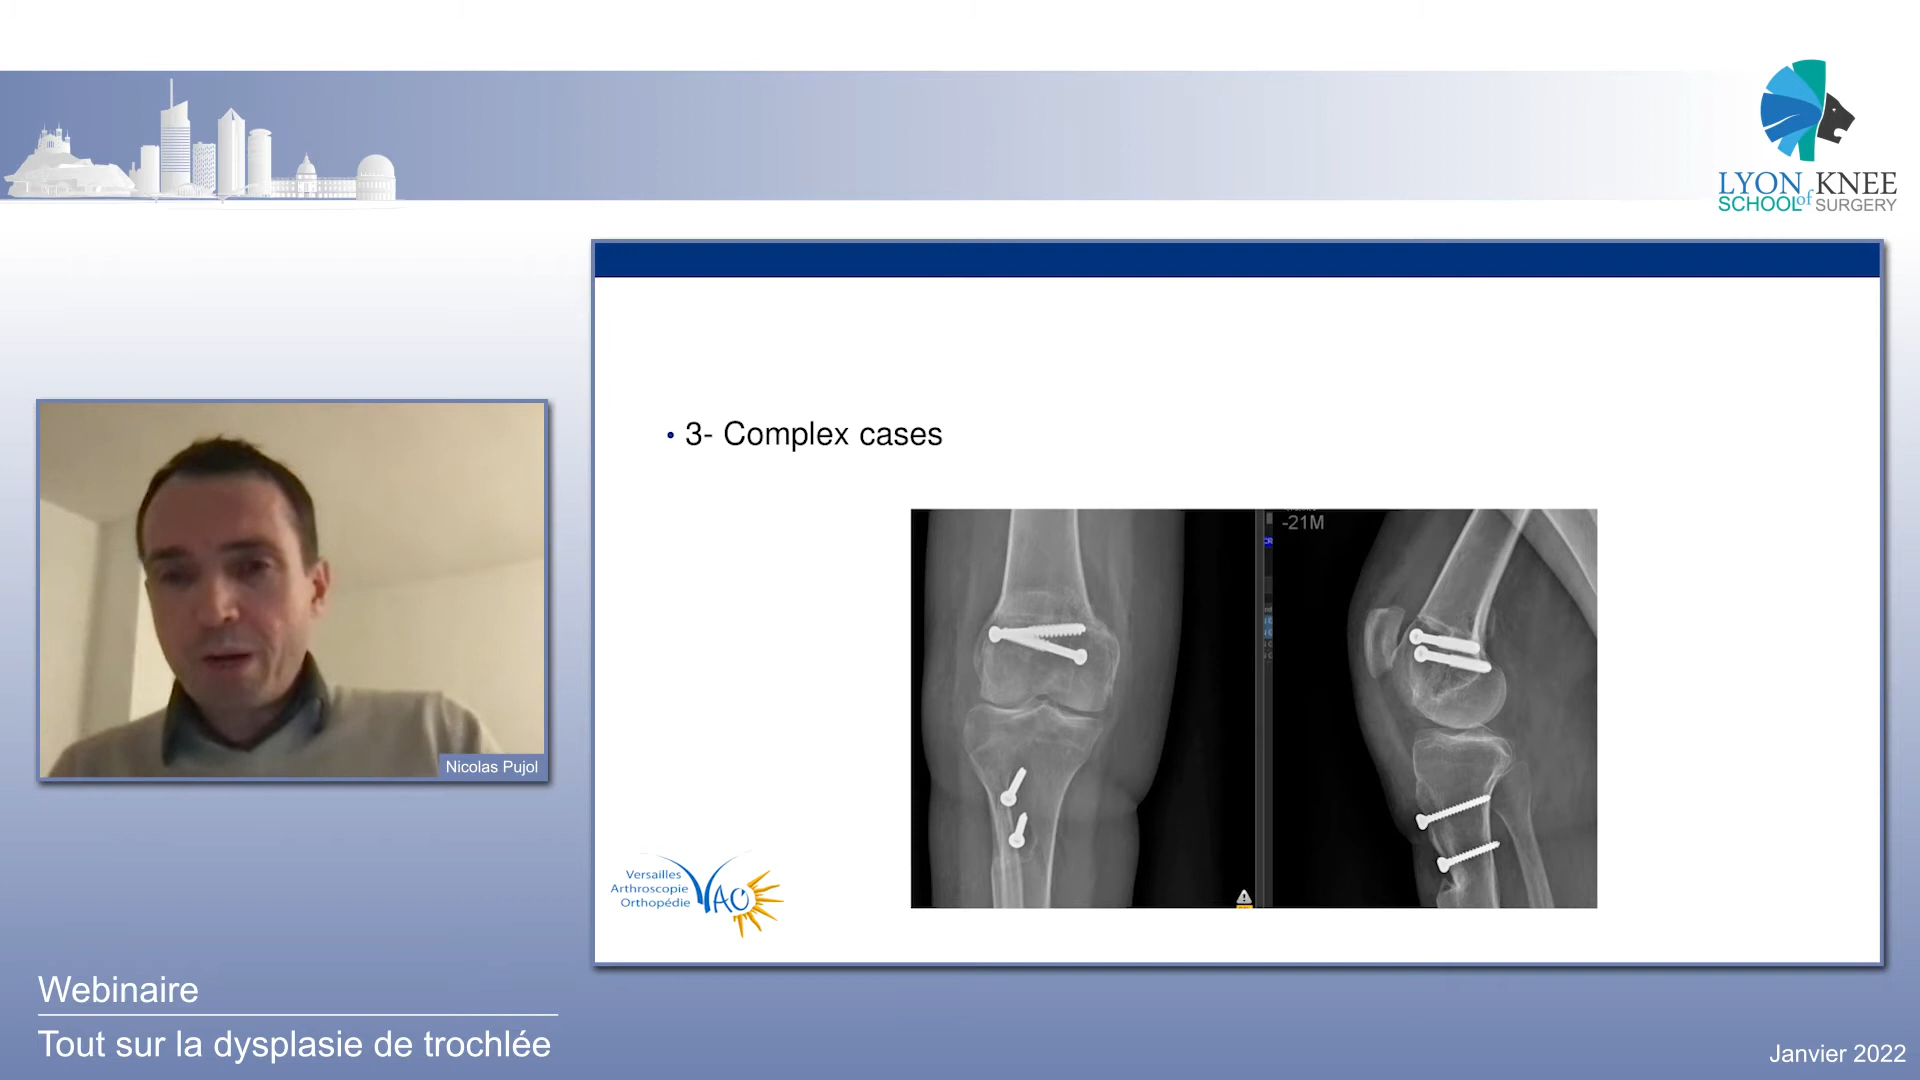 LYON KNEE
SCHOOL of SURGERY
• 3- Complex cases
-21M
CR
Nicolas Pujol
Versailles
Arthroscopie
Orthopédie
VAO
Webinaire
Tout sur la dysplasie de trochlée
Janvier 2022